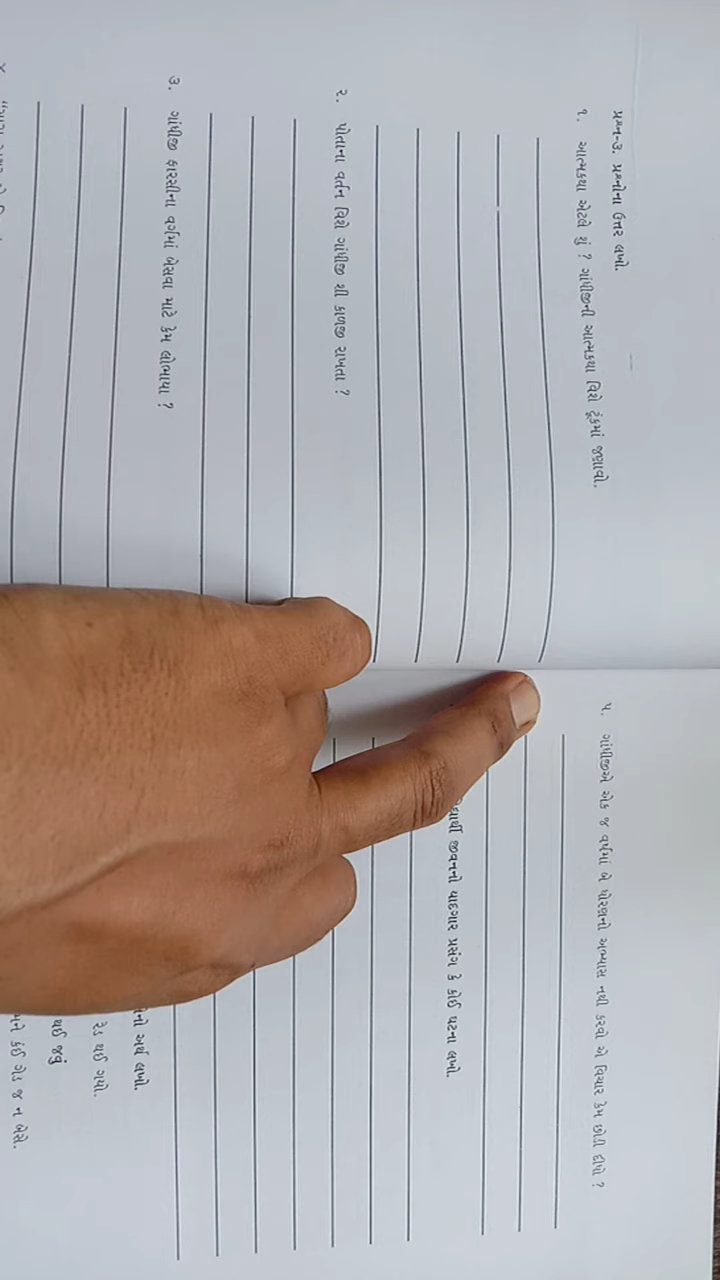 પ્રશ્ન-૩. પ્રશ્નોના ઉત્તર લખો.
૧. આત્મકથા એટલે શું ? ગાંધીજીની આત્મકથા વિશે ટૂંકમાં જણાવો.
૨. પોતાના વર્તન વિશે ગાંધીજી શી કાળજી રાખતા ?
૩. ગાંધીજી ફારસીના વર્ગમાં બેસવા માટે કેમ લોભાયા ?
૫. ગાંધીજીએ એક જ વર્ષમાં બે ધોરણનો અભ્યાસ નથી કરવો એ વિચાર કેમ છોડી દીધો ?
જીવનનો યાદગાર પ્રસંગ કે કોઈ ઘટના લખો.
અર્થ લખો.
રેડ થઈ ગયો.
થઈ જવું
કંઈ ગેડ જ ન બેસે.